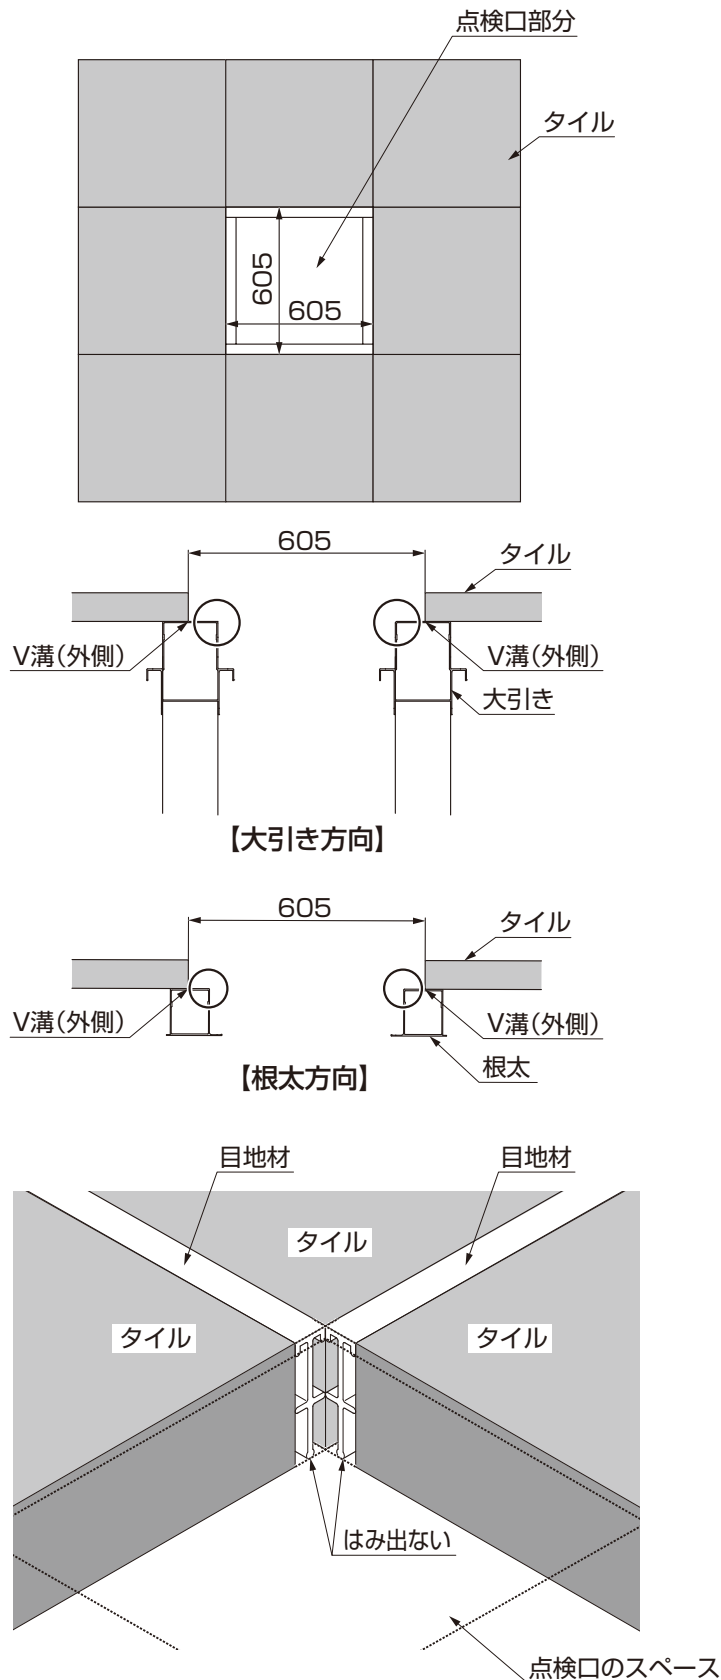 点検口部分
タイル
605
605
605
タイル
V溝(外側)
V溝(外側)
大引き
【大引き方向】
605
タイル
V溝(外側)
V溝(外側)
根太
【根太方向】
目地材
目地材
タイル
タイル
タイル
はみ出ない
点検口のスペース